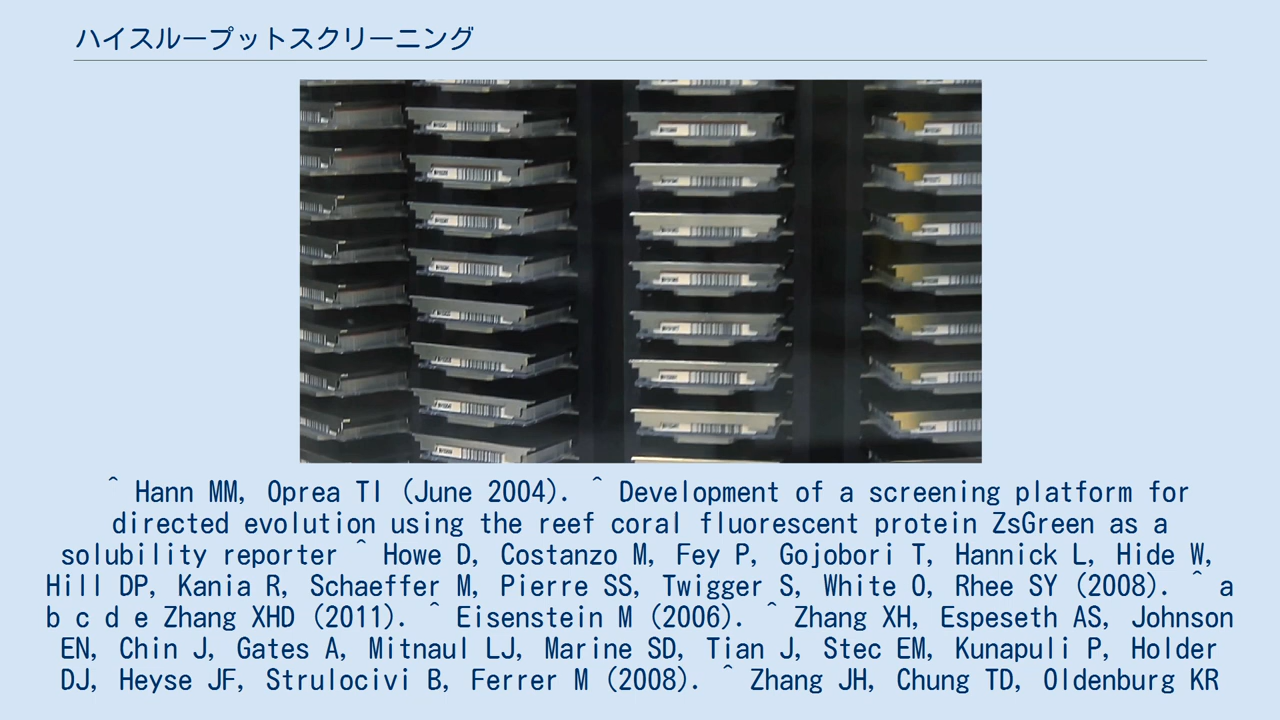 ハイスループットスクリーニング
^ Hann MM, Oprea TI (June 2004). ^ Development of a screening platform for
directed evolution using the reef coral fluorescent protein ZsGreen as a
solubility reporter ^ Howe D, Costanzo M, Fey P, Gojobori T, Hannick L, Hide W,
Hill DP, Kania R, Schaeffer M, Pierre SS, Twigger S, White O, Rhee SY (2008). ^ a
b c d e Zhang XHD (2011). ^ Eisenstein M (2006). ^ Zhang XH, Espeseth AS, Johnson
EN, Chin J, Gates A, Mitnaul LJ, Marine SD, Tian J, Stec EM, Kunapuli P, Holder
DJ, Heyse JF, Strulocivi B, Ferrer M (2008). ^ Zhang JH, Chung TD, Oldenburg KR